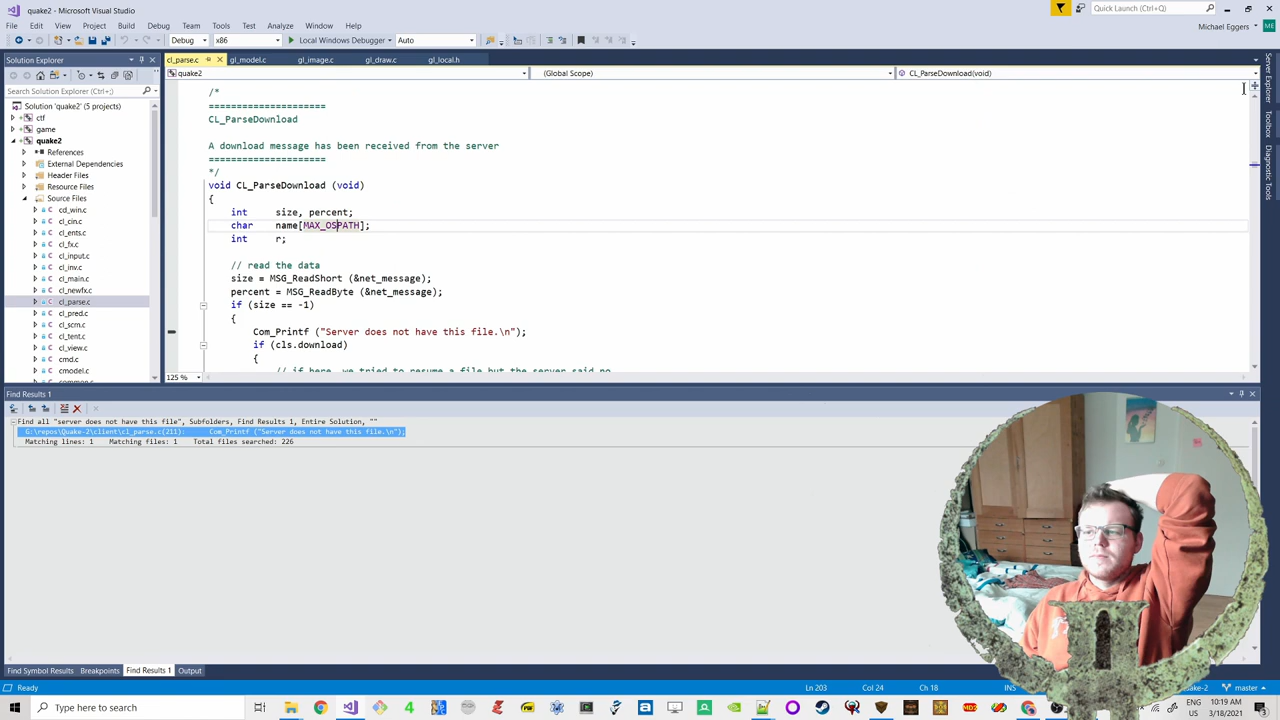 quake2 - Microsoft Visual Studio
Quick Launch (Ctrl+Q)
File Edit View Project Build Debug Team Tools Test Analyze Window Help
Michael Eggers
ME
Debug x86 Local Windows Debugger Auto
Solution Explorer
cl_parse.c gl_model.c gl_image.c gl_draw.c gl_local.h
quake2 (Global Scope) CL_ParseDownload(void)
Search Solution Explorer (Ctrl+;)
Solution 'quake2' (5 projects)
ctf
game
quake2
References
External Dependencies
Header Files
Resource Files
Source Files
cd_win.c
cl_cin.c
cl_ents.c
cl_fx.c
cl_input.c
cl_inv.c
cl_main.c
cl_newfx.c
cl_parse.c
cl_pred.c
cl_scrn.c
cl_tent.c
cl_view.c
cmd.c
cmodel.c
common.c
/*
=====================
CL_ParseDownload
A download message has been received from the server
=====================
*/
void CL_ParseDownload (void)
{
int size, percent;
char name[MAX_OSPATH];
int r;
// read the data
size = MSG_ReadShort (&net_message);
percent = MSG_ReadByte (&net_message);
if (size == -1)
{
Com_Printf ("Server does not have this file.\n");
if (cls.download)
{
// if here, we tried to resume a file but the server said no
125 %
Server Explorer
Toolbox
Diagnostic Tools
Find Results 1
Find all "server does not have this file", Subfolders, Find Results 1, Entire Solution, ""
G:\repos\Quake-2\client\cl_parse.c(211): Com_Printf ("Server does not have this file.\n");
Matching lines: 1 Matching files: 1 Total files searched: 226
Find Symbol Results Breakpoints Find Results 1 Output
Ready Ln 203 Col 24 Ch 18 INS master
Type here to search
ENG
10:19 AM
3/18/2021